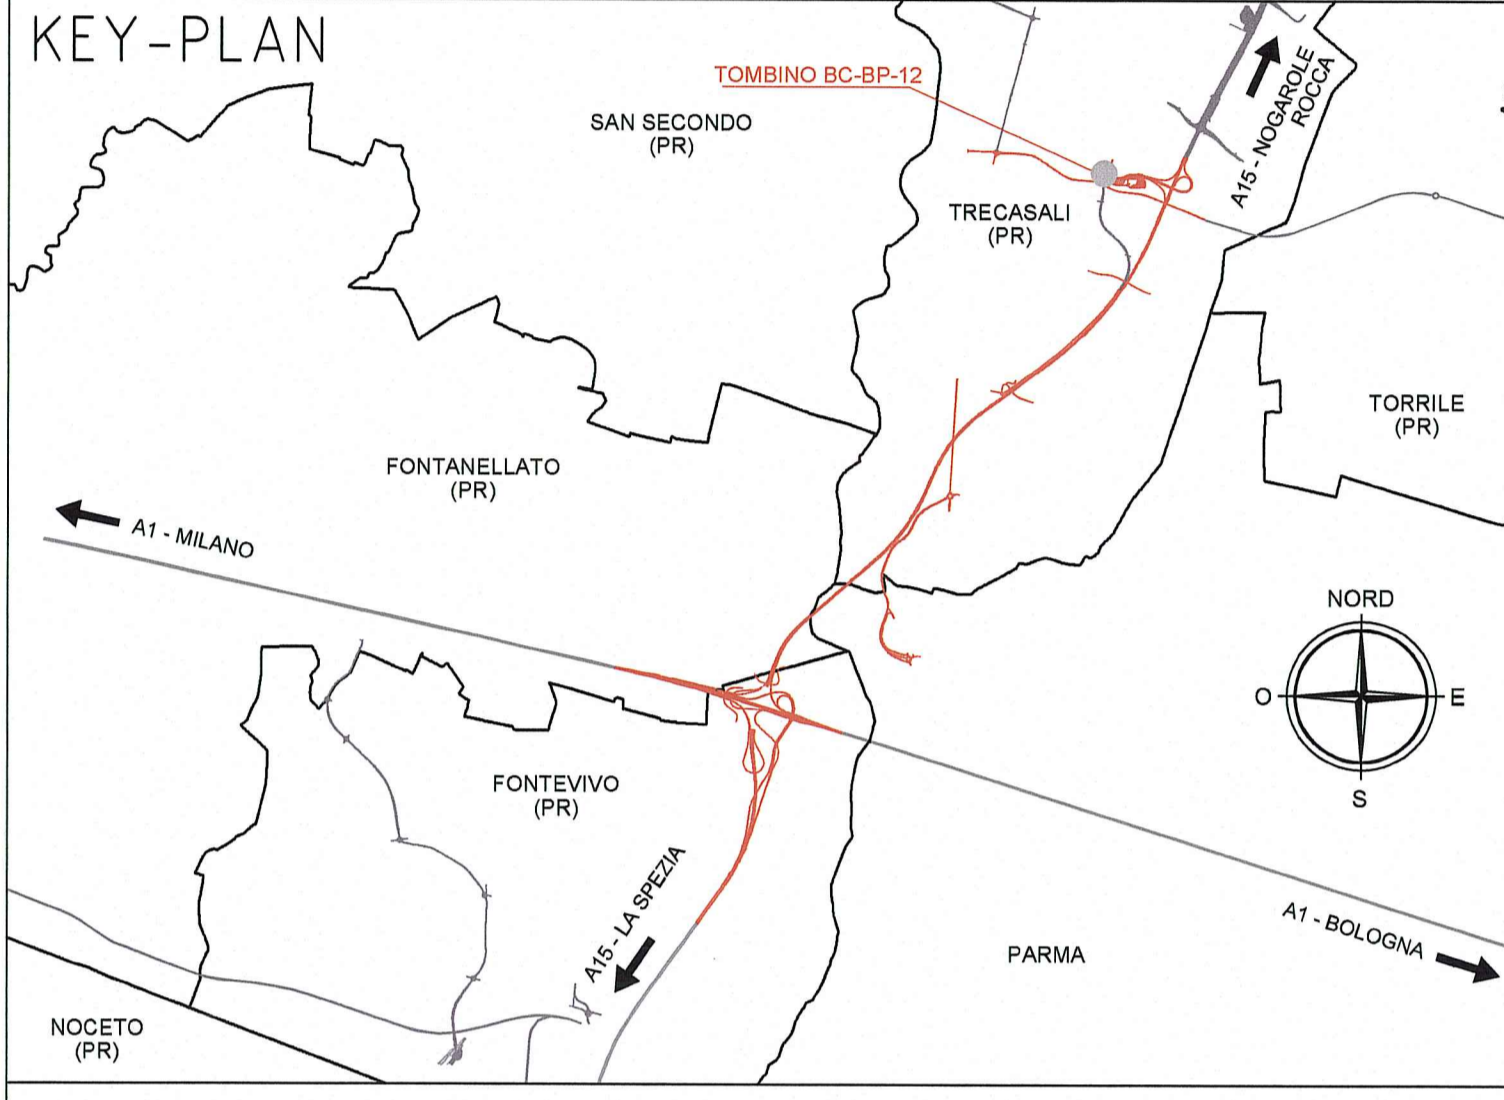 KEY-PLAN
TOMBINO BC-BP-12
SAN SECONDO
(PR)
A15 - NOGAROLE
ROCCA
TRECASALI
(PR)
TORRILE
(PR)
FONTANELLATO
(PR)
A1 - MILANO
NORD
O
E
S
FONTEVIVO
(PR)
A15 - LA SPEZIA
A1 - BOLOGNA
PARMA
NOCETO
(PR)